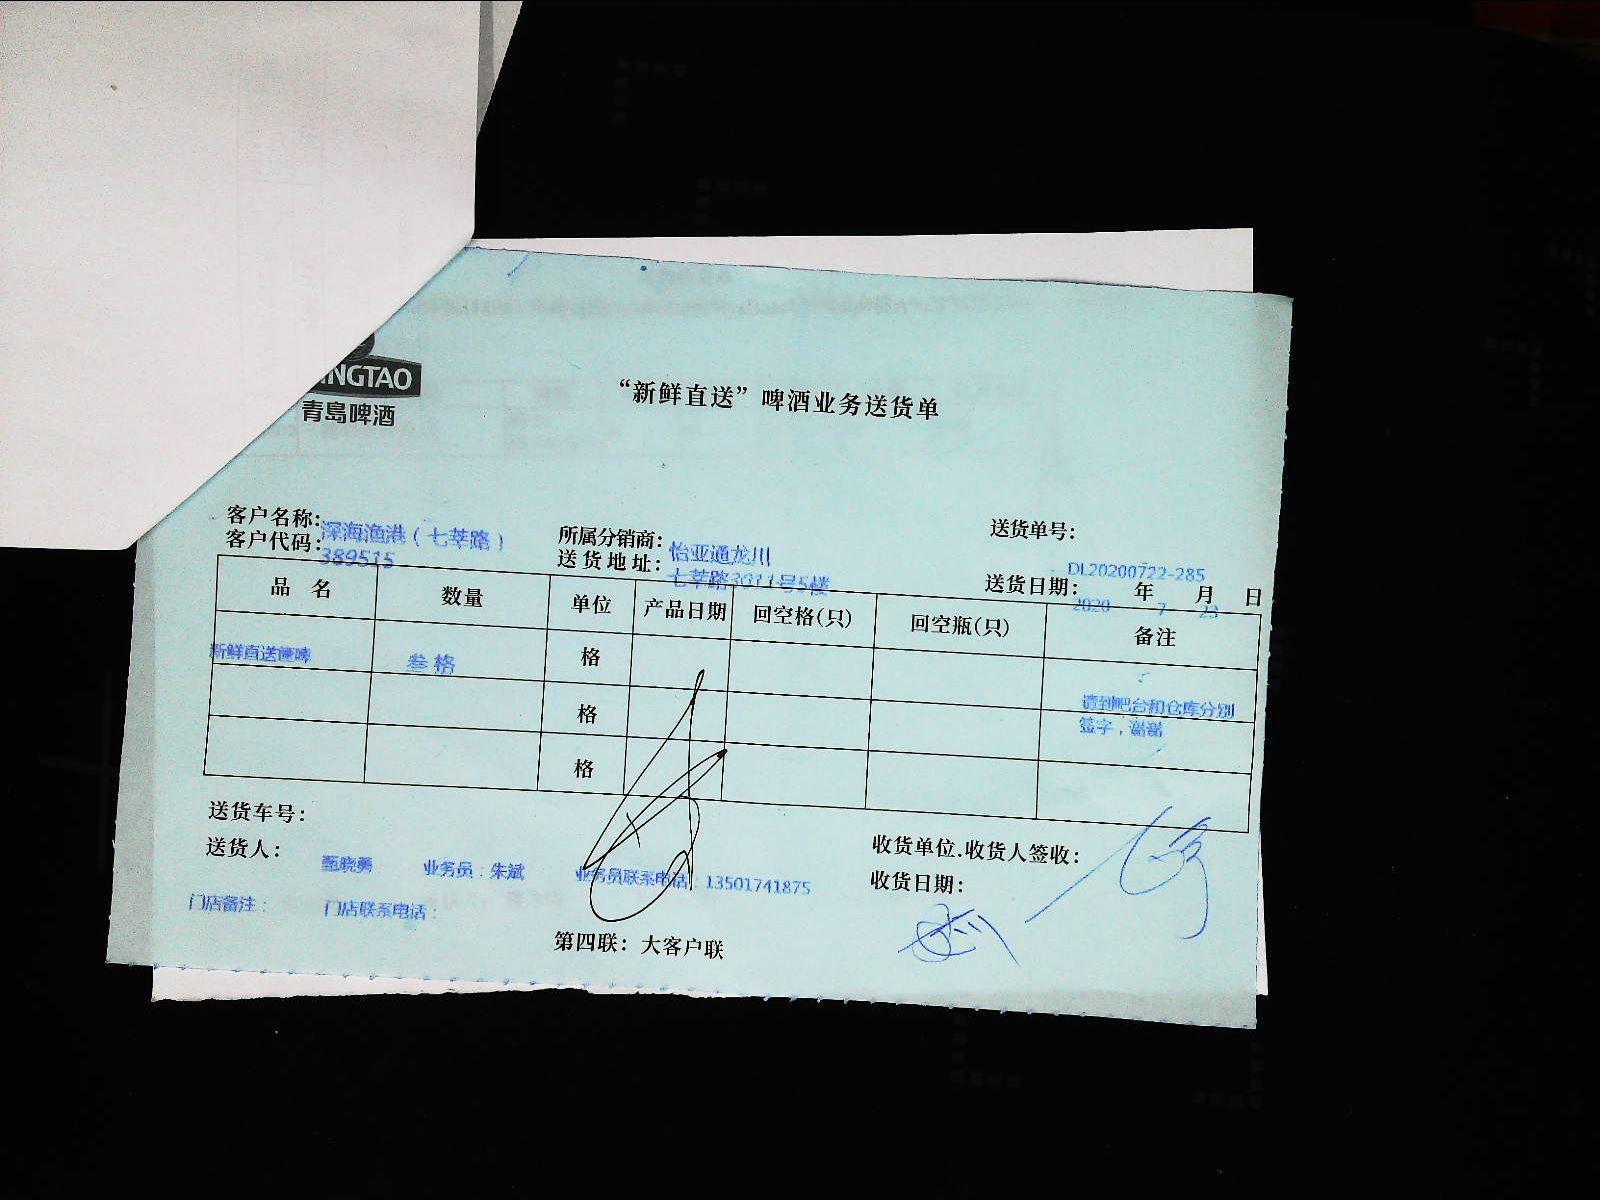 INGTAO
青岛啤酒
“新鲜直送”啤酒业务送货单
客户名称：深海渔港（七莘路） 所属分销商：怡亚通龙川 送货单号：DL20200722-285
客户代码：389515 送货地址：七莘路3011号5楼 送货日期：2020年7月23日
品名 数量 单位 产品日期 回空格(只) 回空瓶(只) 备注
新鲜直送 啤 叁格 格 请到吧台和仓库分别
格 签字，谢谢
格
送货车号：
送货人：甄晓勇 业务员：朱斌 业务员联系电话：13501741875 收货单位.收货人签收：
收货日期：
门店备注： 门店联系电话：
第四联：大客户联